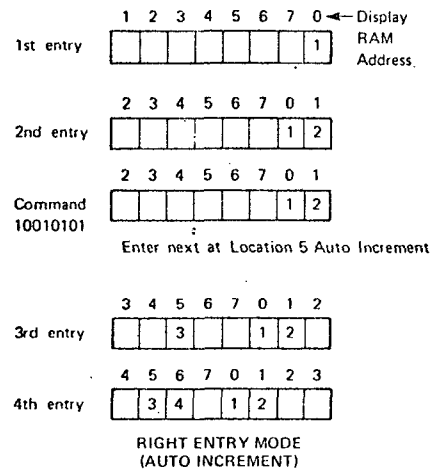 1 2 3 4 5 6 7 0 ← Display
RAM
Address
1st entry 1
2 3 4 5 6 7 0 1
2nd entry 1 2
2 3 4 5 6 7 0 1
Command
10010101 1 2
Enter next at Location 5 Auto Increment
3 4 5 6 7 0 1 2
3rd entry 3 1 2
4 5 6 7 0 1 2 3
4th entry 3 4 1 2
RIGHT ENTRY MODE
(AUTO INCREMENT)